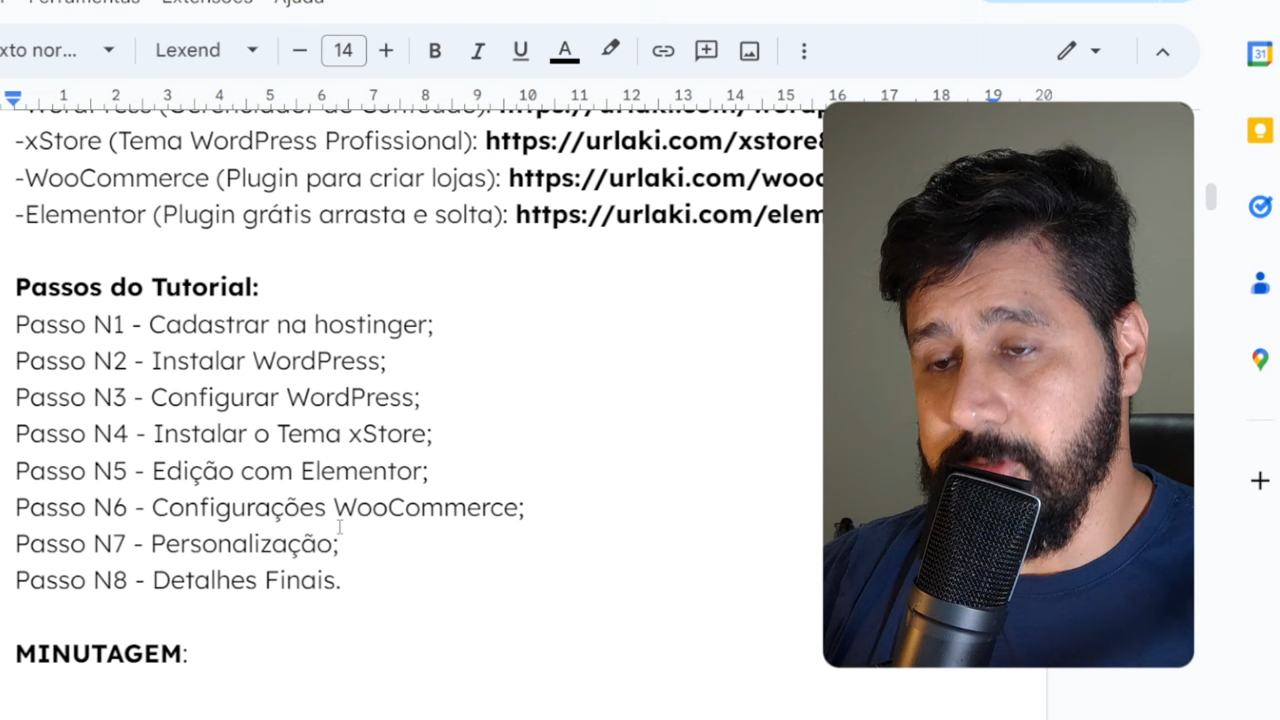 Ferramentas Extensões Ajuda
xto nor... Lexend 14 B I U A
1 2 3 4 5 6 7 8 9 10 11 12 13 14 15 16 17 18 19 20
31
-xStore (Tema WordPress Profissional): https://urlaki.com/xstore
-WooCommerce (Plugin para criar lojas): https://urlaki.com/wooc
-Elementor (Plugin grátis arrasta e solta): https://urlaki.com/elem
Passos do Tutorial:
Passo N1 - Cadastrar na hostinger;
Passo N2 - Instalar WordPress;
Passo N3 - Configurar WordPress;
Passo N4 - Instalar o Tema xStore;
Passo N5 - Edição com Elementor;
Passo N6 - Configurações WooCommerce;
Passo N7 - Personalização;
Passo N8 - Detalhes Finais.
MINUTAGEM: